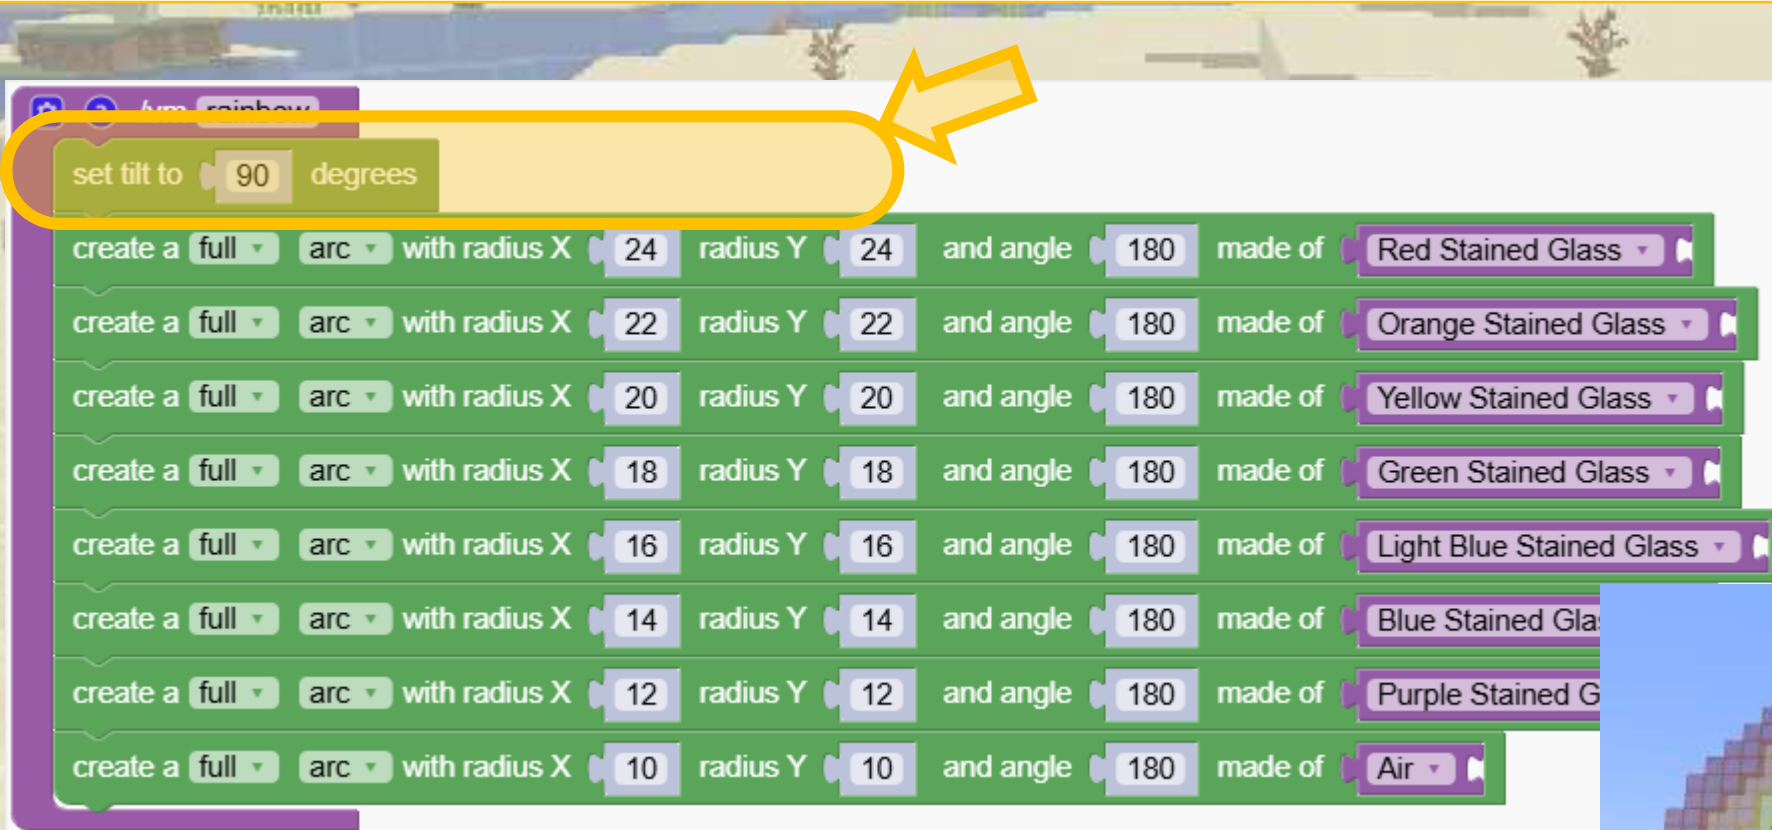 /vm rainbow
set tilt to 90 degrees
create a full arc with radius X 24 radius Y 24 and angle 180 made of Red Stained Glass
create a full arc with radius X 22 radius Y 22 and angle 180 made of Orange Stained Glass
create a full arc with radius X 20 radius Y 20 and angle 180 made of Yellow Stained Glass
create a full arc with radius X 18 radius Y 18 and angle 180 made of Green Stained Glass
create a full arc with radius X 16 radius Y 16 and angle 180 made of Light Blue Stained Glass
create a full arc with radius X 14 radius Y 14 and angle 180 made of Blue Stained Gla
create a full arc with radius X 12 radius Y 12 and angle 180 made of Purple Stained G
create a full arc with radius X 10 radius Y 10 and angle 180 made of Air